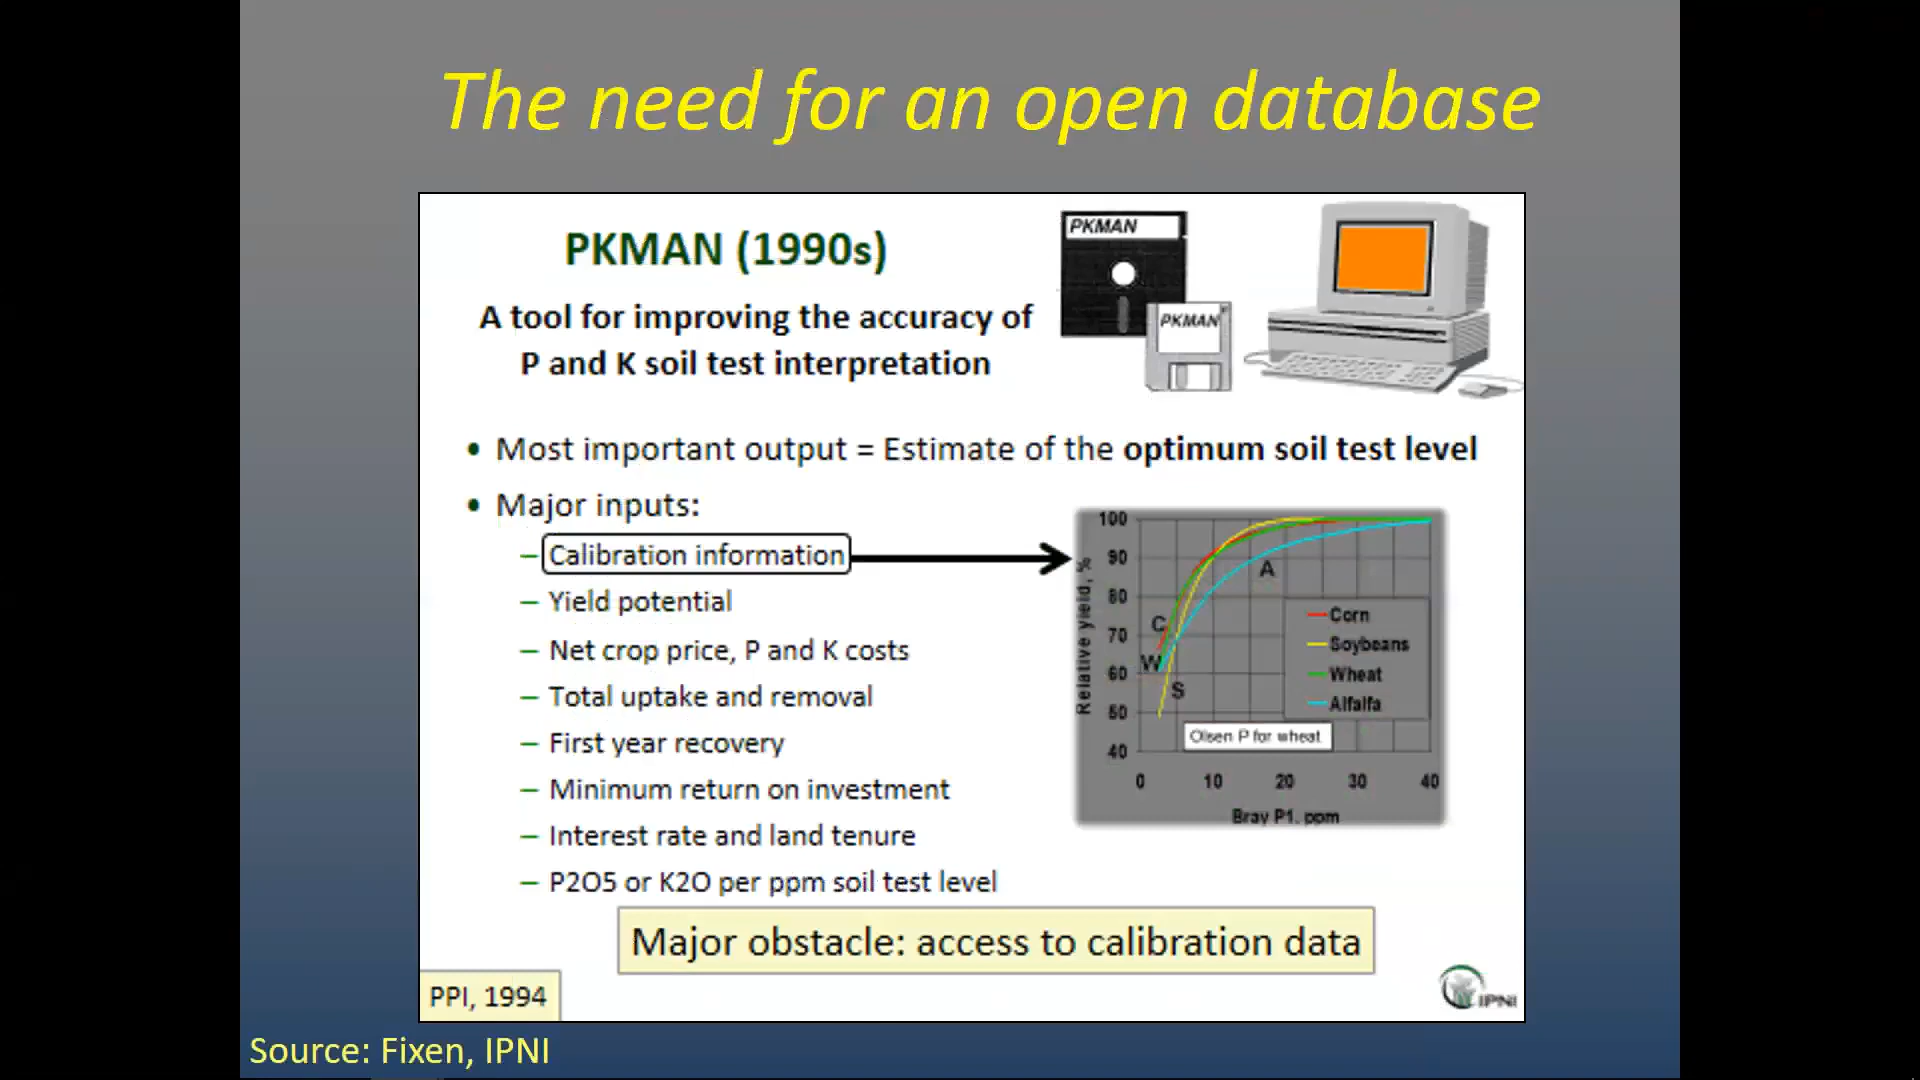 The need for an open database
PKMAN (1990s)
PKMAN
PKMAN
A tool for improving the accuracy of
P and K soil test interpretation
• Most important output = Estimate of the optimum soil test level
• Major inputs:
– Calibration information
– Yield potential
– Net crop price, P and K costs
– Total uptake and removal
– First year recovery
– Minimum return on investment
– Interest rate and land tenure
– P2O5 or K2O per ppm soil test level
100
90
80
70
60
50
40
Relative yield, %
C
W
S
A
Corn
Soybeans
Wheat
Alfalfa
Olsen P for wheat
0 10 20 30 40
Bray P1, ppm
Major obstacle: access to calibration data
PPI, 1994
IPNI
Source: Fixen, IPNI